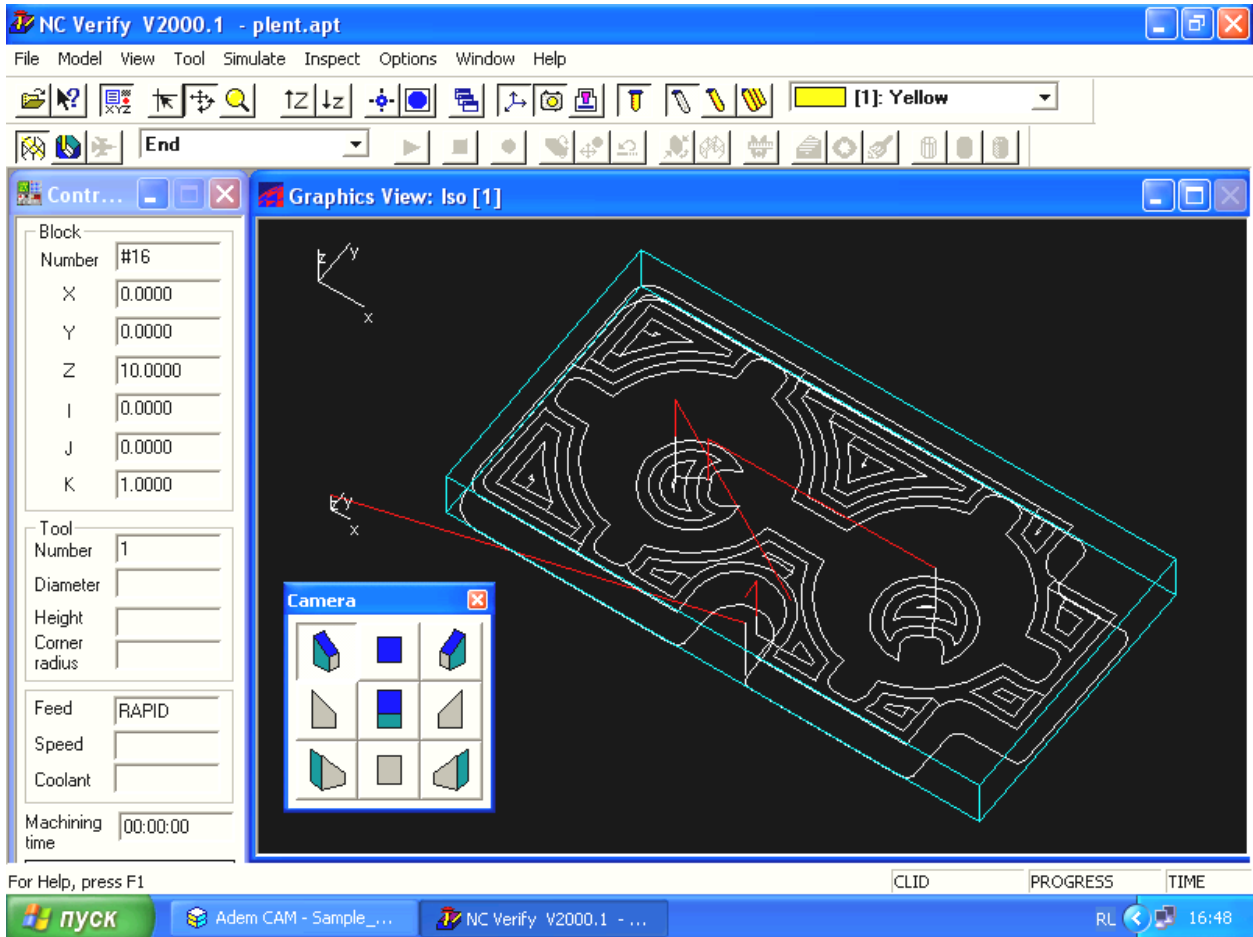 NC Verify V2000.1 - plent.apt
File Model View Tool Simulate Inspect Options Window Help
XYZ
Z
Z
[1]: Yellow
End
Contr...
Graphics View: Iso [1]
Block
Number #16
X 0.0000
Y 0.0000
Z 10.0000
I 0.0000
J 0.0000
K 1.0000
Tool
Number 1
Diameter
Height
Corner
radius
Feed RAPID
Speed
Coolant
Machining
time 00:00:00
z y
x
z y
x
Camera
For Help, press F1
CLID PROGRESS TIME
пуск
Adem CAM - Sample_...
NC Verify V2000.1 - ...
RL 16:48